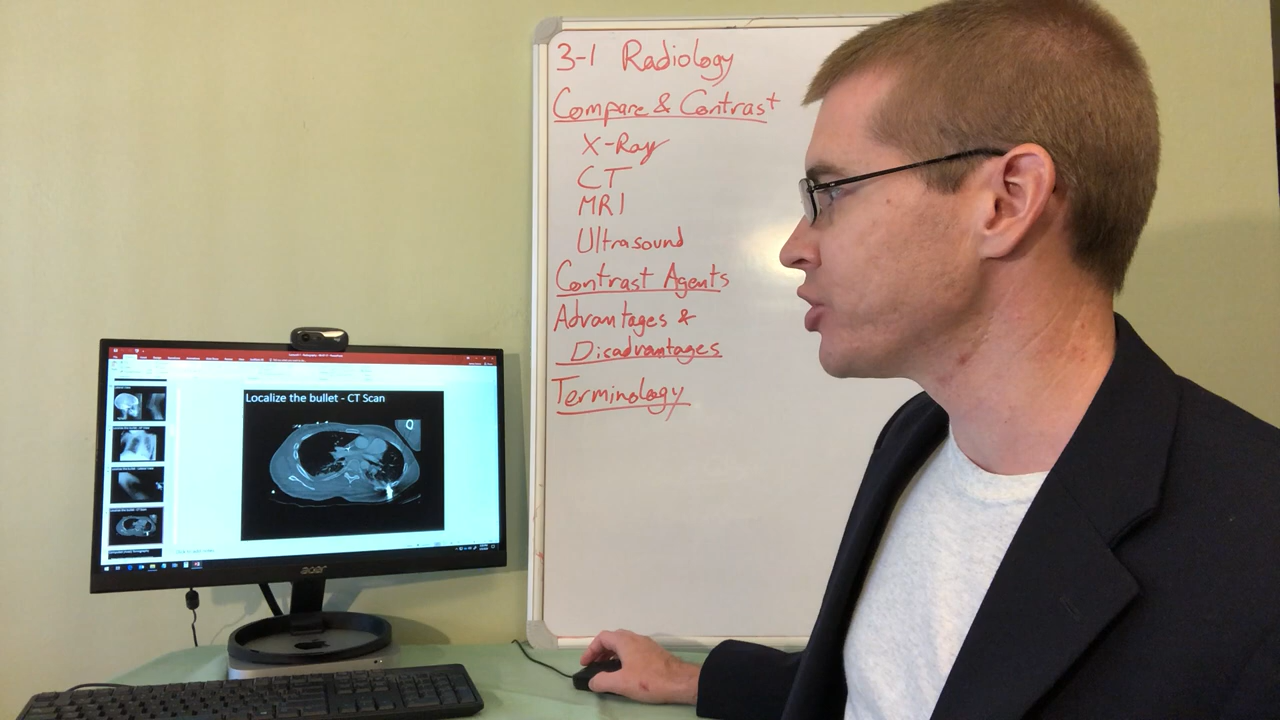 3-1 Radiology
Compare & Contrast
X-Ray
CT
MRI
Ultrasound
Contrast Agents
Advantages &
Disadvantages
Terminology
Localize the bullet - CT Scan
acer